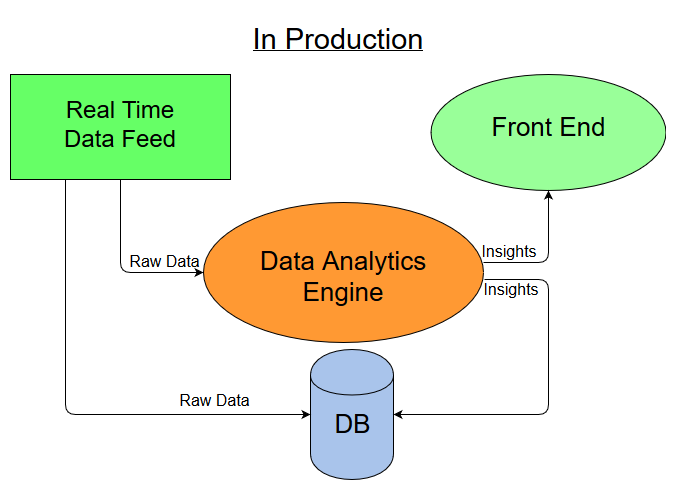 In Production
Real Time
Data Feed
Front End
Raw Data
Data Analytics
Engine
Insights
Insights
Raw Data
DB